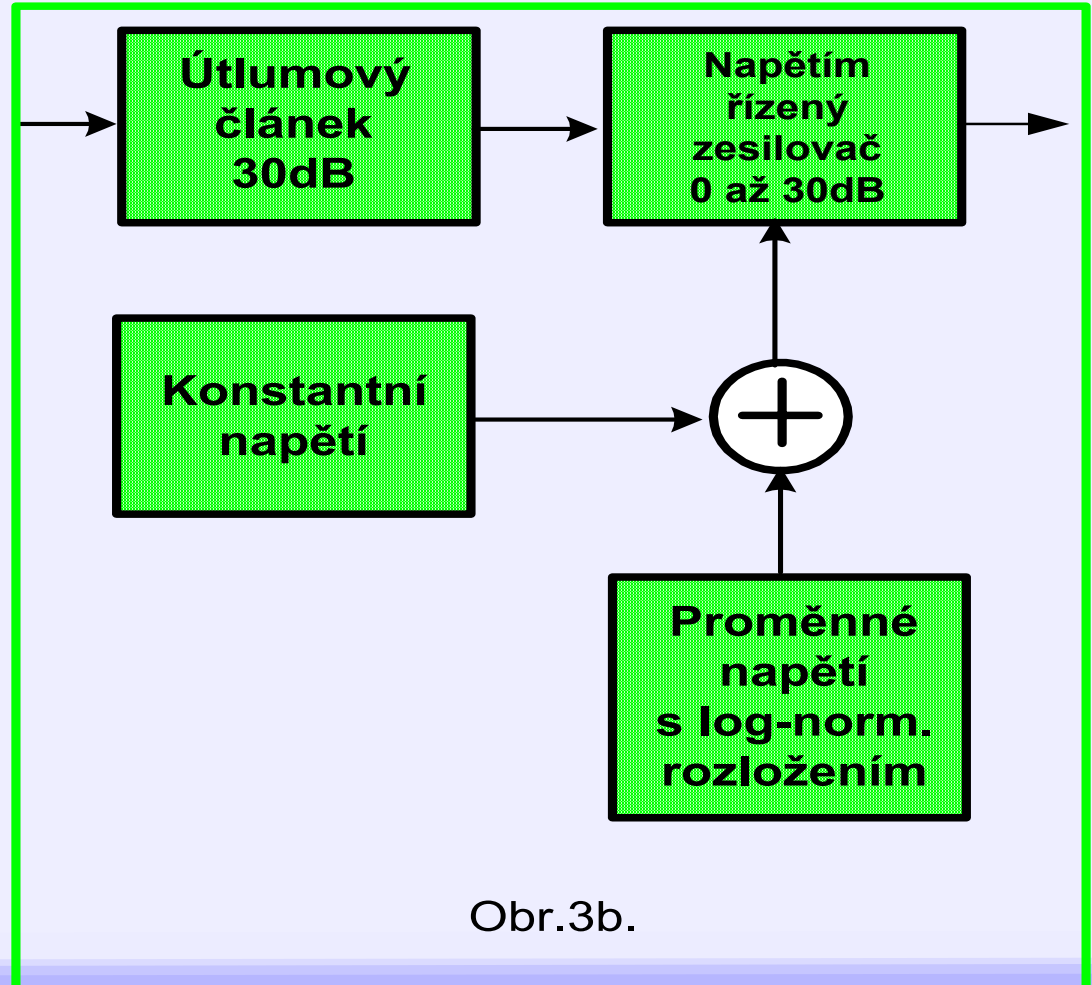 Útlumový
článek
30dB
Napětím
řízený
zesilovač
0 až 30dB
Konstantní
napětí
Proměnné
napětí
s log-norm.
rozložením
Obr.3b.